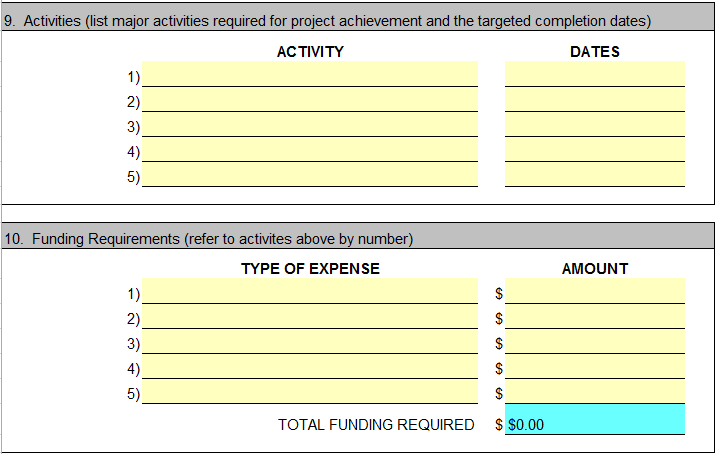 9. Activities (list major activities required for project achievement and the targeted completion dates)
ACTIVITY DATES
1)
2)
3)
4)
5)
10. Funding Requirements (refer to activites above by number)
TYPE OF EXPENSE AMOUNT
1) $
2) $
3) $
4) $
5) $
TOTAL FUNDING REQUIRED $ $0.00